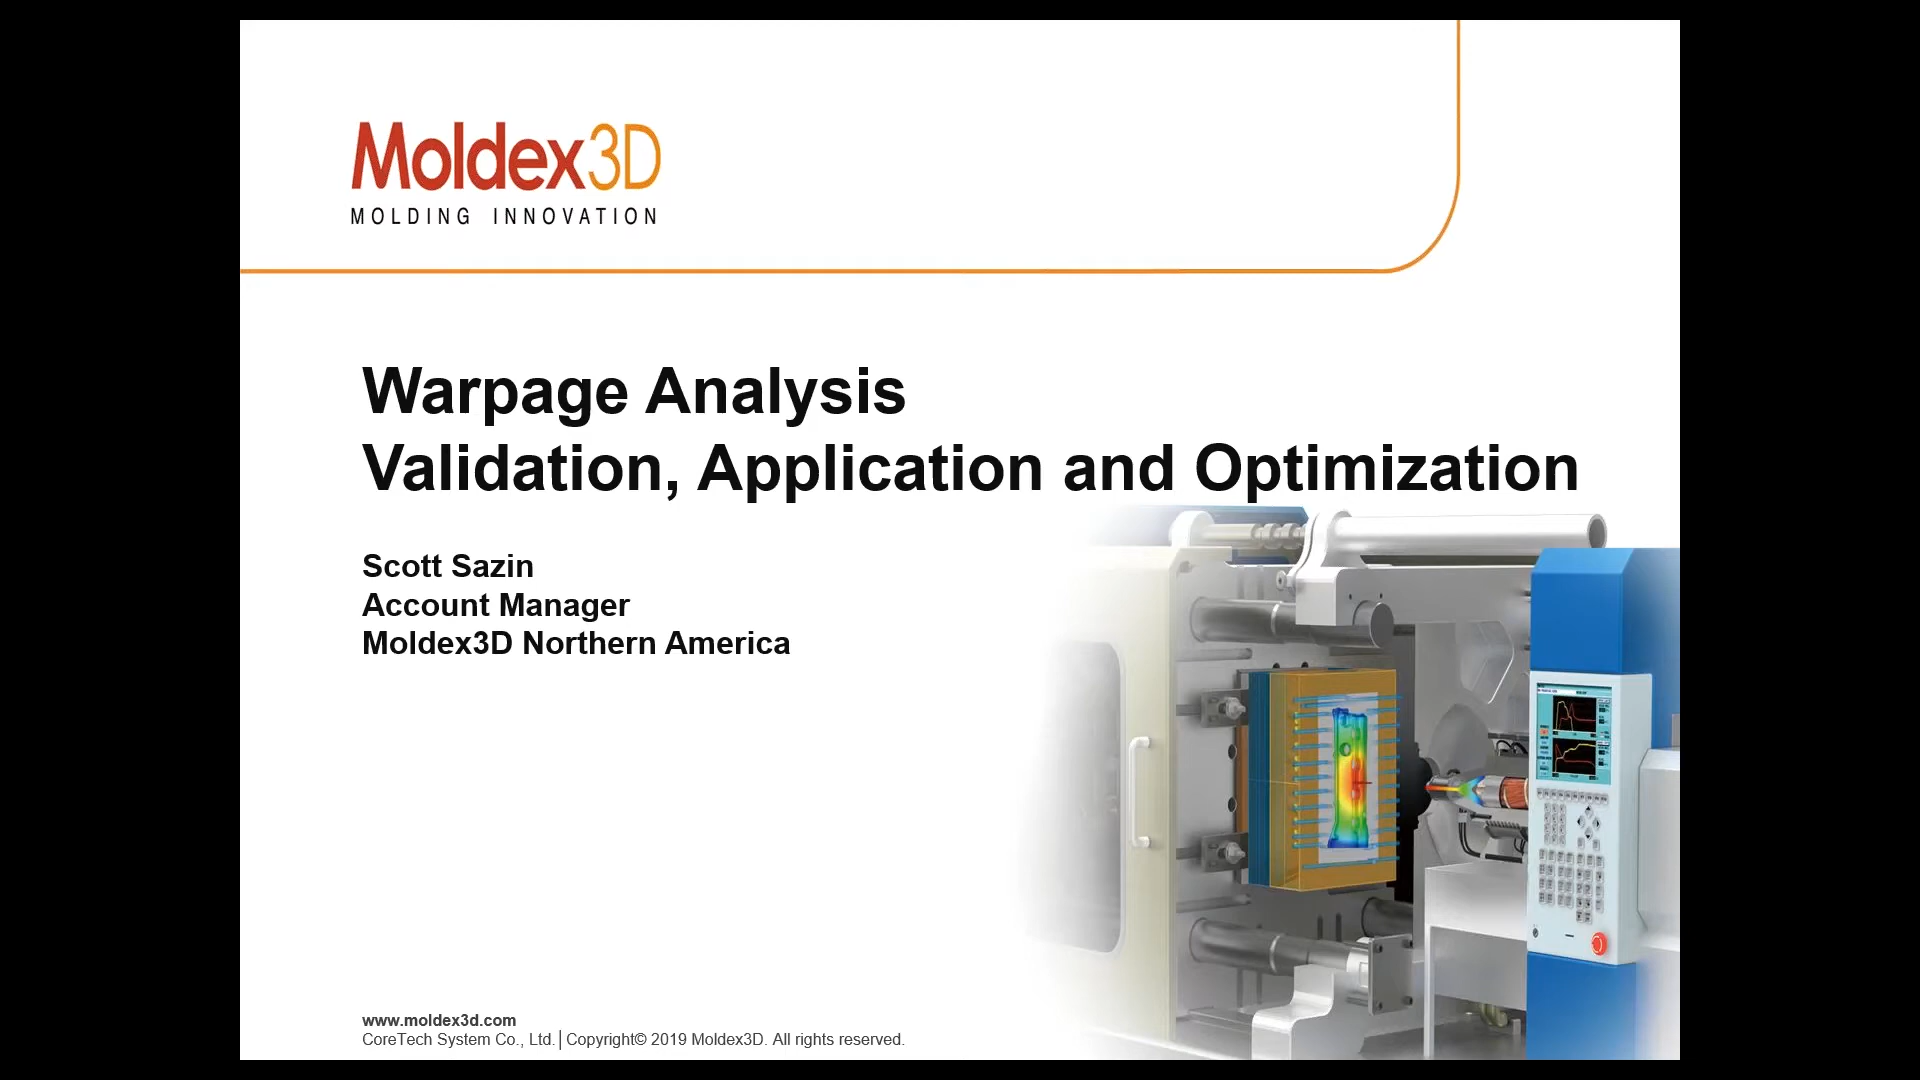 Moldex3D
MOLDING INNOVATION
Warpage Analysis
Validation, Application and Optimization
Scott Sazin
Account Manager
Moldex3D Northern America
www.moldex3d.com
CoreTech System Co., Ltd.│Copyright© 2019 Moldex3D. All rights reserved.